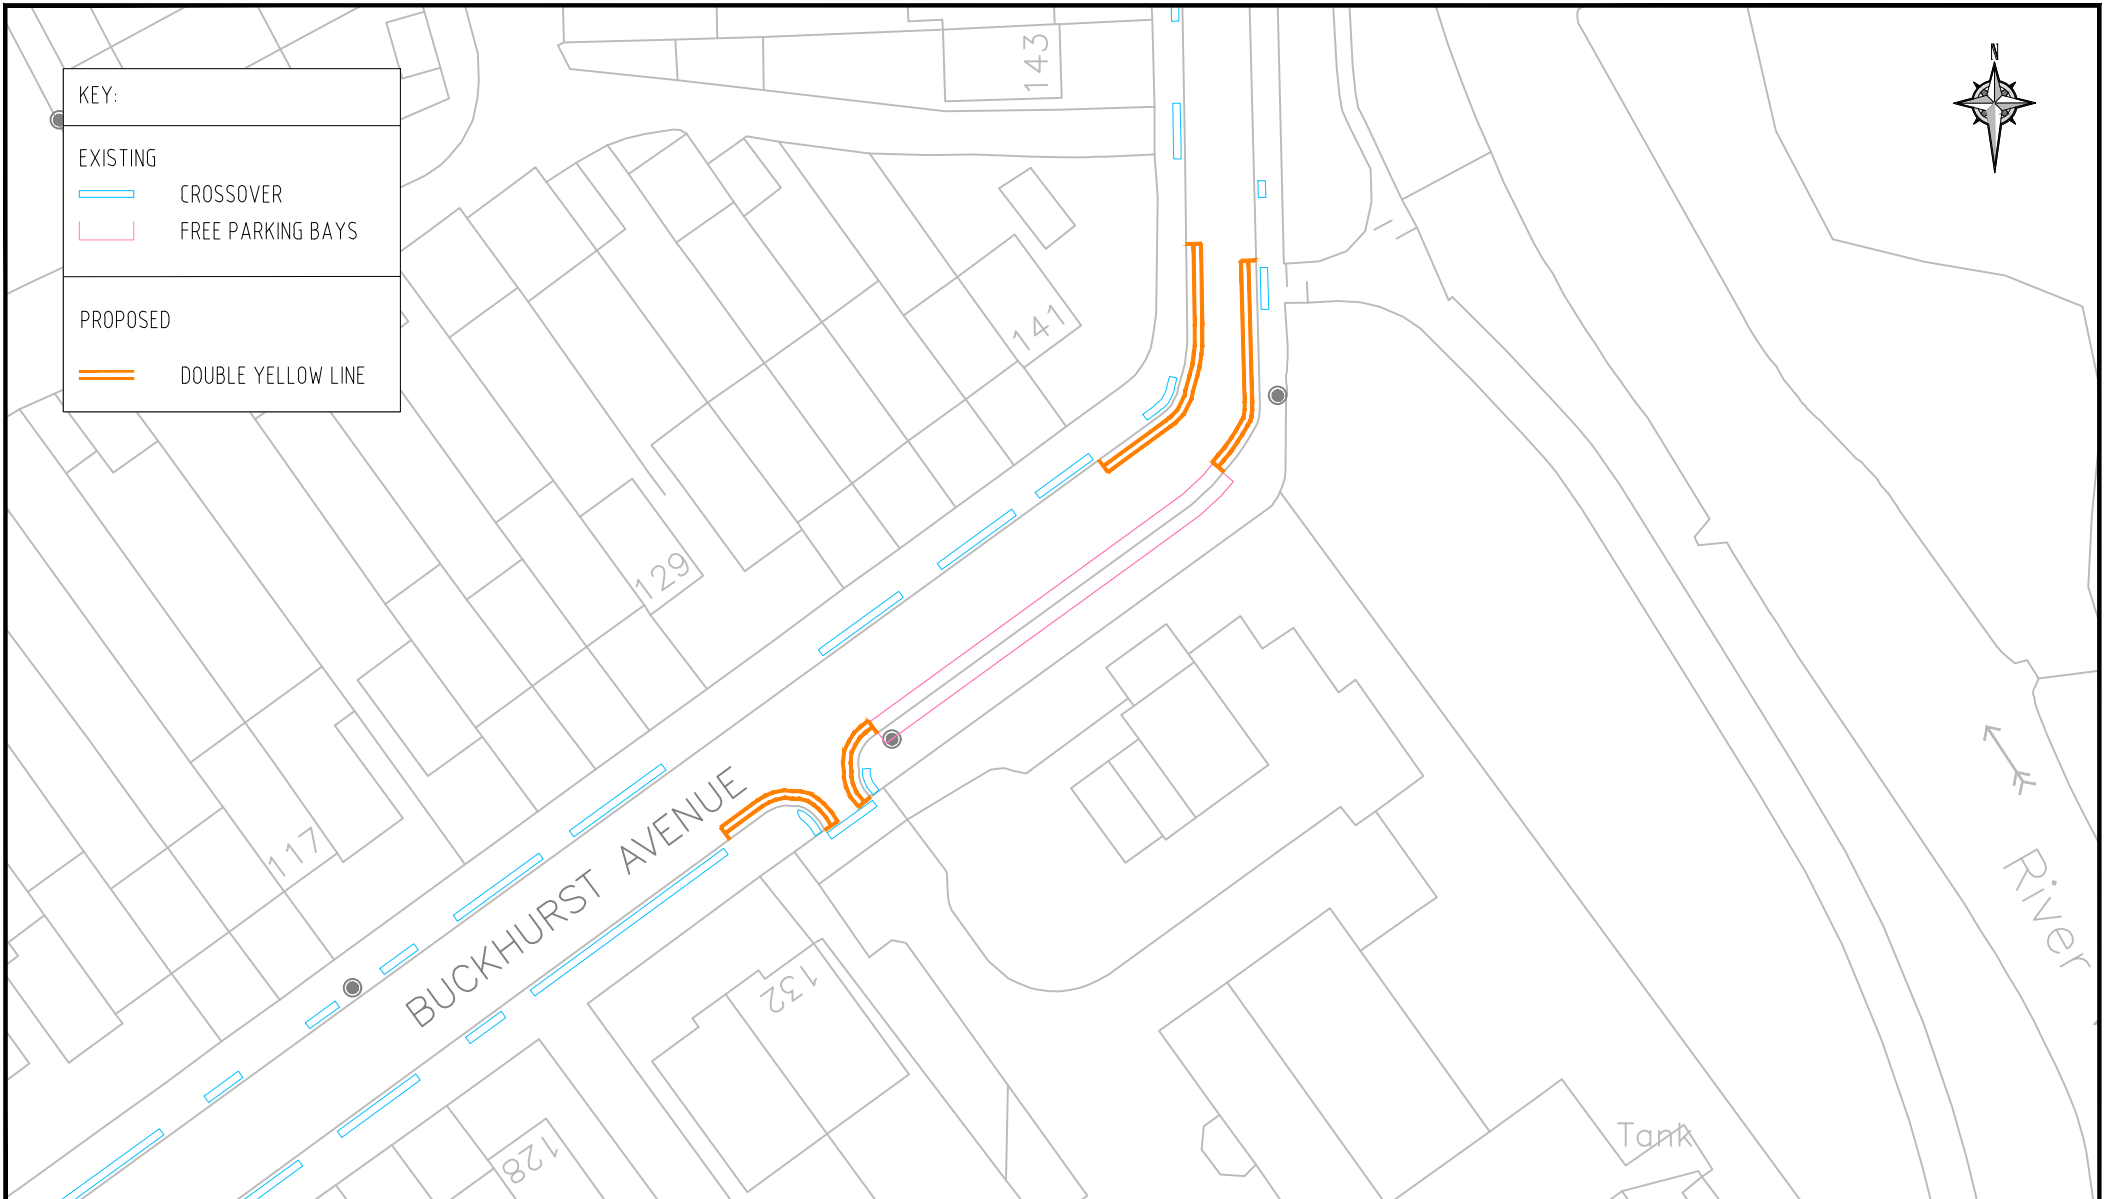 KEY:
EXISTING
CROSSOVER
FREE PARKING BAYS
PROPOSED
DOUBLE YELLOW LINE
N
143
141
129
117
BUCKHURST AVENUE
132
128
River
Tank